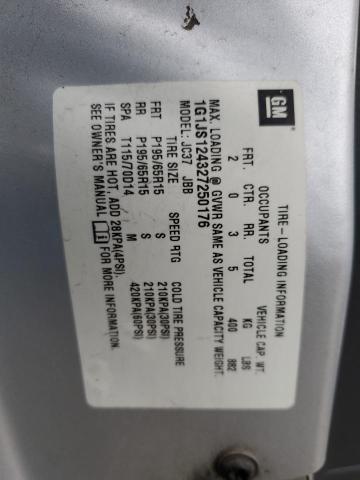 GM
TIRE-LOADING INFORMATION
OCCUPANTS VEHICLE CAP. WT.
FRT. CTR. RR. TOTAL KG LBS
2 0 3 5 400 882
MAX. LOADING @ GVWR SAME AS VEHICLE CAPACITY WEIGHT.
1G1JS124327250176
MODEL JC37 JBB
TIRE SIZE SPEED RTG COLD TIRE PRESSURE
FRT P195/65R15 S 210KPA(30PSI)
RR P195/65R15 S 210KPA(30PSI)
SPA T115/70D14 M 420KPA(60PSI)
IF TIRES ARE HOT, ADD 28KPA(4PSI).
SEE OWNER'S MANUAL i FOR MORE INFORMATION.